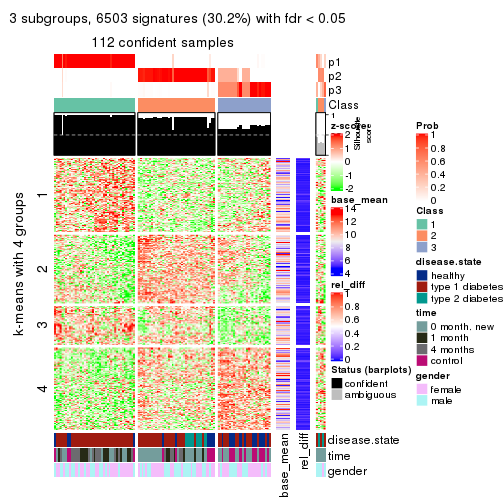 3 subgroups, 6503 signatures (30.2%) with fdr < 0.05
112 confident samples
p1
p2
p3
Class
1
0.5
0
Silhouette
score
k-means with 4 groups
1
2
3
4
z-score
2
1
0
-1
-2
base_mean
14
12
10
8
6
4
rel_diff
1
0.8
0.6
0.4
0.2
0
Status (barplots)
confident
ambiguous
Prob
1
0.8
0.6
0.4
0.2
0
Class
1
2
3
disease.state
healthy
type 1 diabetes
type 2 diabetes
time
0 month, new
1 month
4 months
control
gender
female
male
disease.state
time
gender
base_mean
rel_diff